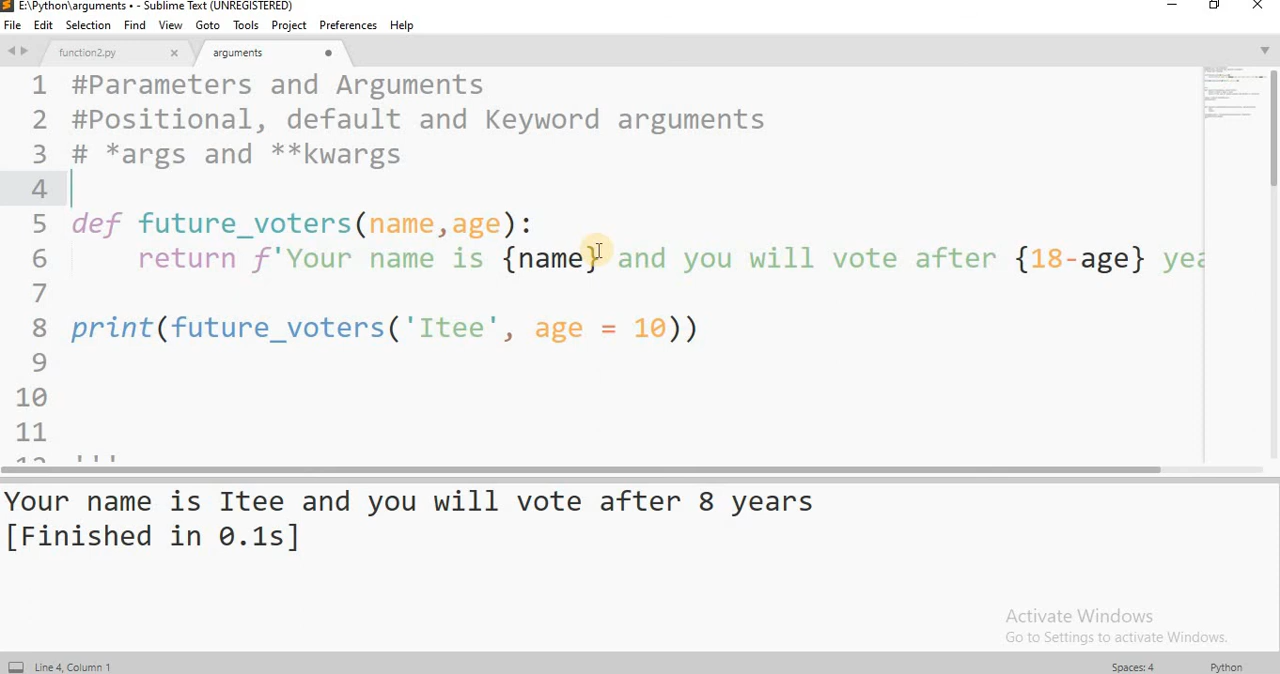 E:\Python\arguments • - Sublime Text (UNREGISTERED)
File Edit Selection Find View Goto Tools Project Preferences Help
function2.py arguments
1 #Parameters and Arguments
2 #Positional, default and Keyword arguments
3 # *args and **kwargs
4
5 def future_voters(name,age):
6 return f'Your name is {name} and you will vote after {18-age} yea
7
8 print(future_voters('Itee', age = 10))
9
10
11
12 '''
Your name is Itee and you will vote after 8 years
[Finished in 0.1s]
Activate Windows
Go to Settings to activate Windows.
Line 4, Column 1 Spaces: 4 Python